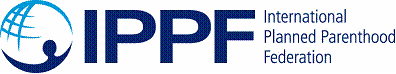 IPPF
International
Planned Parenthood
Federation